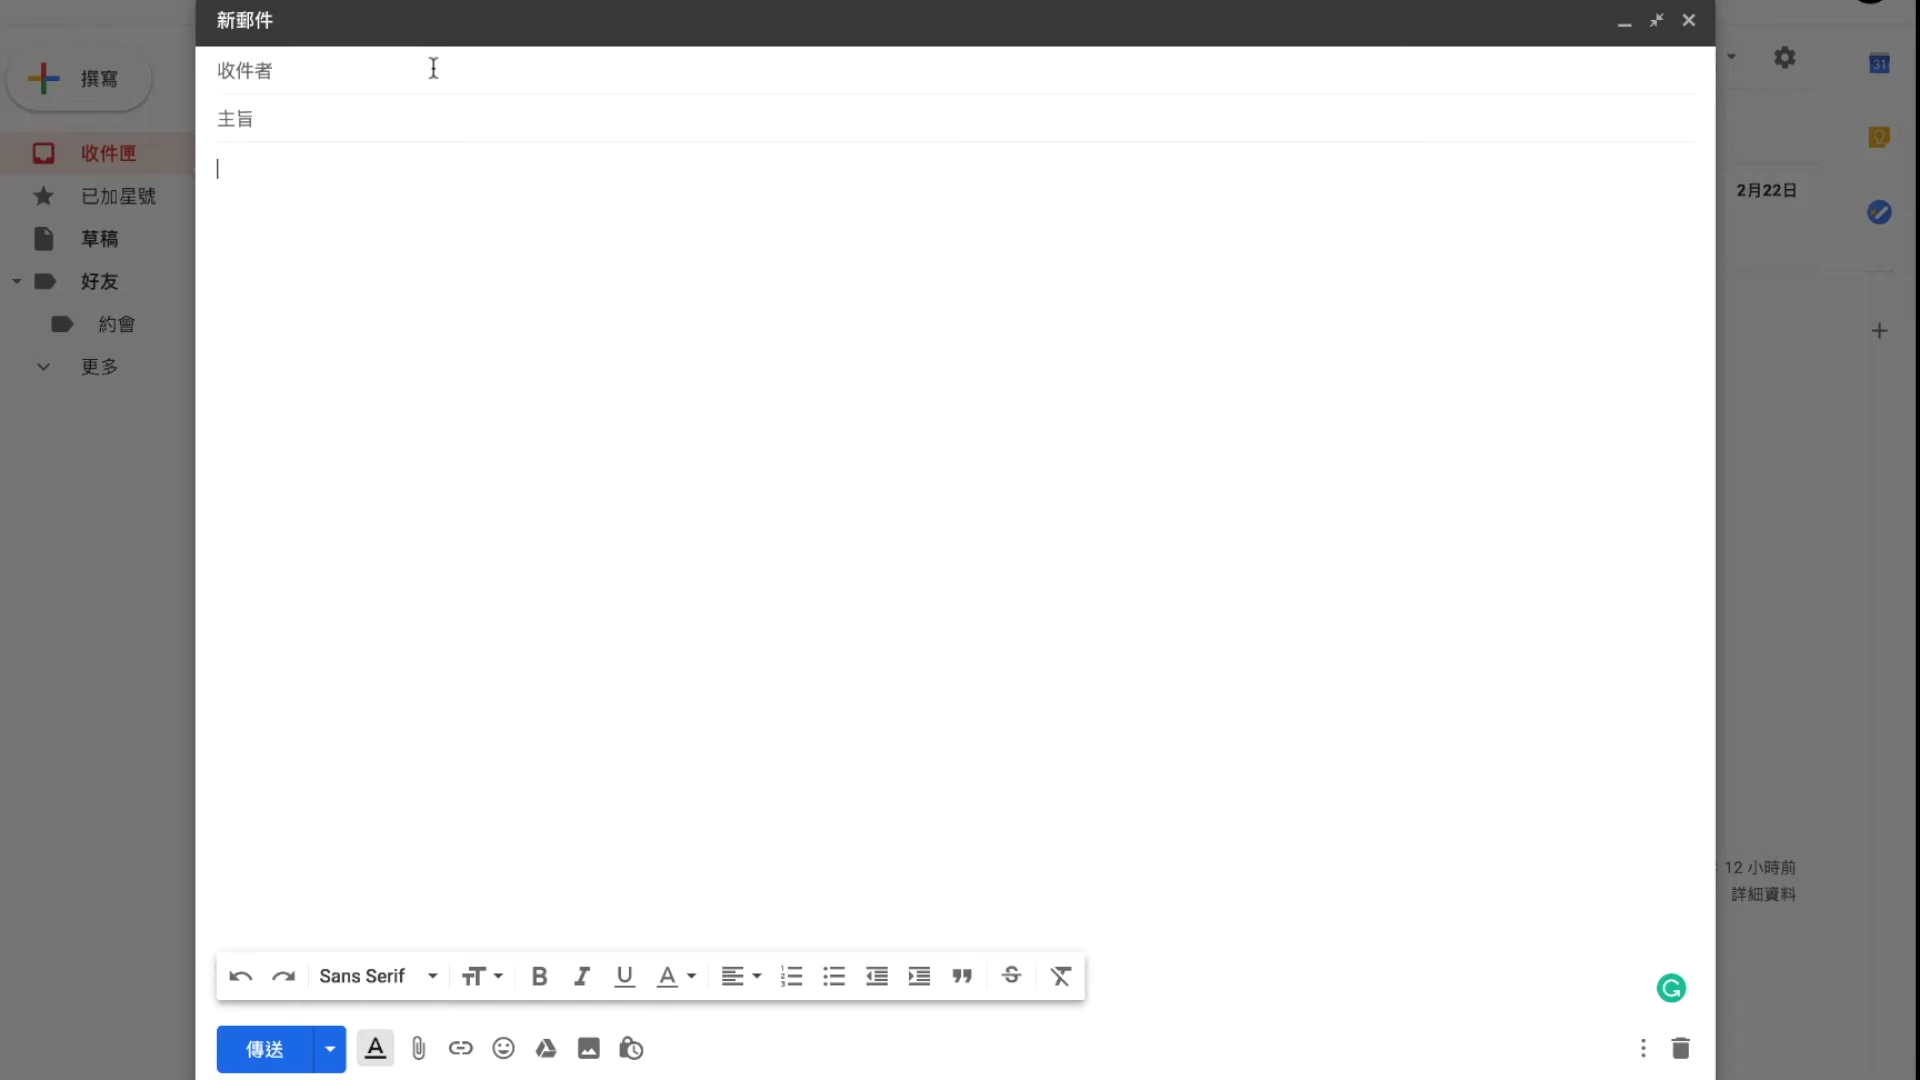 新郵件
收件者
主旨
撰寫
收件匣
已加星號
草稿
好友
約會
更多
31
2月22日
12 小時前
詳細資料
Sans Serif
傳送